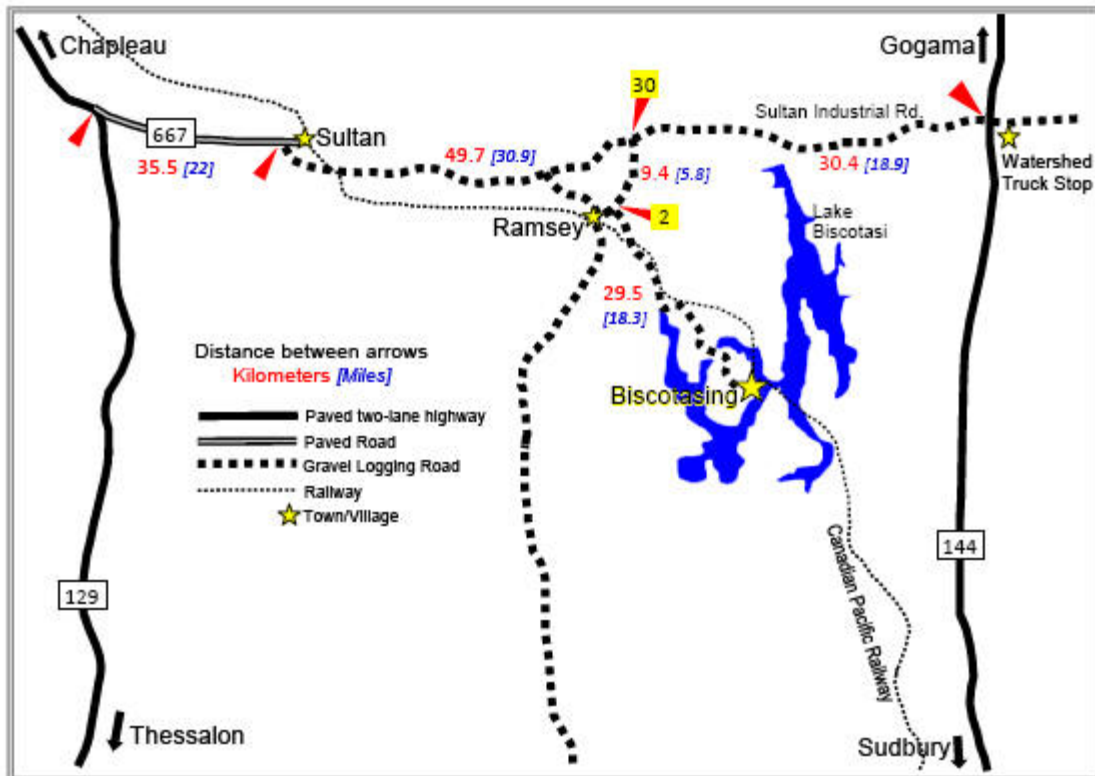 Chapleau
Gogama
30
Sultan Industrial Rd.
667
Sultan
35.5 [22]
49.7 [30.9]
9.4 [5.8]
30.4 [18.9]
Watershed
Truck Stop
Ramsey
2
Lake
Biscotasi
29.5
[18.3]
Distance between arrows
Kilometers [Miles]
Biscotasing
Paved two-lane highway
Paved Road
Gravel Logging Road
Railway
Town/Village
Canadian Pacific Railway
144
129
Thessalon
Sudbury